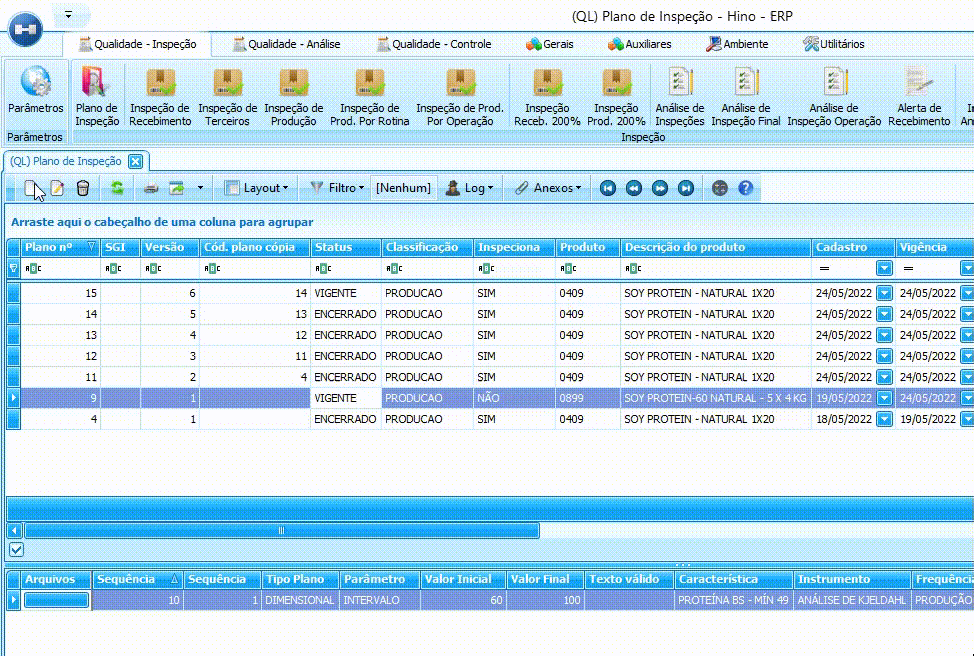 (QL) Plano de Inspeção - Hino - ERP
Qualidade - Inspeção Qualidade - Análise Qualidade - Controle Gerais Auxiliares Ambiente Utilitários
Parâmetros Plano de Inspeção Inspeção de Recebimento Inspeção de Terceiros Inspeção de Produção Inspeção de Prod. Por Rotina Inspeção de Prod. Por Operação Inspeção Receb. 200% Inspeção Prod. 200% Análise de Inspeções Análise de Inspeção Final Análise de Inspeção Operação Alerta de Recebimento
Parâmetros Inspeção
(QL) Plano de Inspeção
Layout Filtro [Nenhum] Log Anexos
Arraste aqui o cabeçalho de uma coluna para agrupar
Plano nº SGI Versão Cód. plano cópia Status Classificação Inspeciona Produto Descrição do produto Cadastro Vigência
15 6 14 VIGENTE PRODUCAO SIM 0409 SOY PROTEIN - NATURAL 1X20 24/05/2022 24/05/2022
14 5 13 ENCERRADO PRODUCAO SIM 0409 SOY PROTEIN - NATURAL 1X20 24/05/2022 24/05/2022
13 4 12 ENCERRADO PRODUCAO SIM 0409 SOY PROTEIN - NATURAL 1X20 24/05/2022 24/05/2022
12 3 11 ENCERRADO PRODUCAO SIM 0409 SOY PROTEIN - NATURAL 1X20 24/05/2022 24/05/2022
11 2 4 ENCERRADO PRODUCAO SIM 0409 SOY PROTEIN - NATURAL 1X20 24/05/2022 24/05/2022
9 1 VIGENTE PRODUCAO NÃO 0899 SOY PROTEIN-60 NATURAL - 5 X 4 KG 19/05/2022 24/05/2022
4 1 ENCERRADO PRODUCAO SIM 0409 SOY PROTEIN - NATURAL 1X20 18/05/2022 19/05/2022
Arquivos Sequência Sequência Tipo Plano Parâmetro Valor Inicial Valor Final Texto válido Característica Instrumento Frequência
10 1 DIMENSIONAL INTERVALO 60 100 PROTEÍNA BS - MÍN 49 ANÁLISE DE KJELDAHL PRODUÇÃO